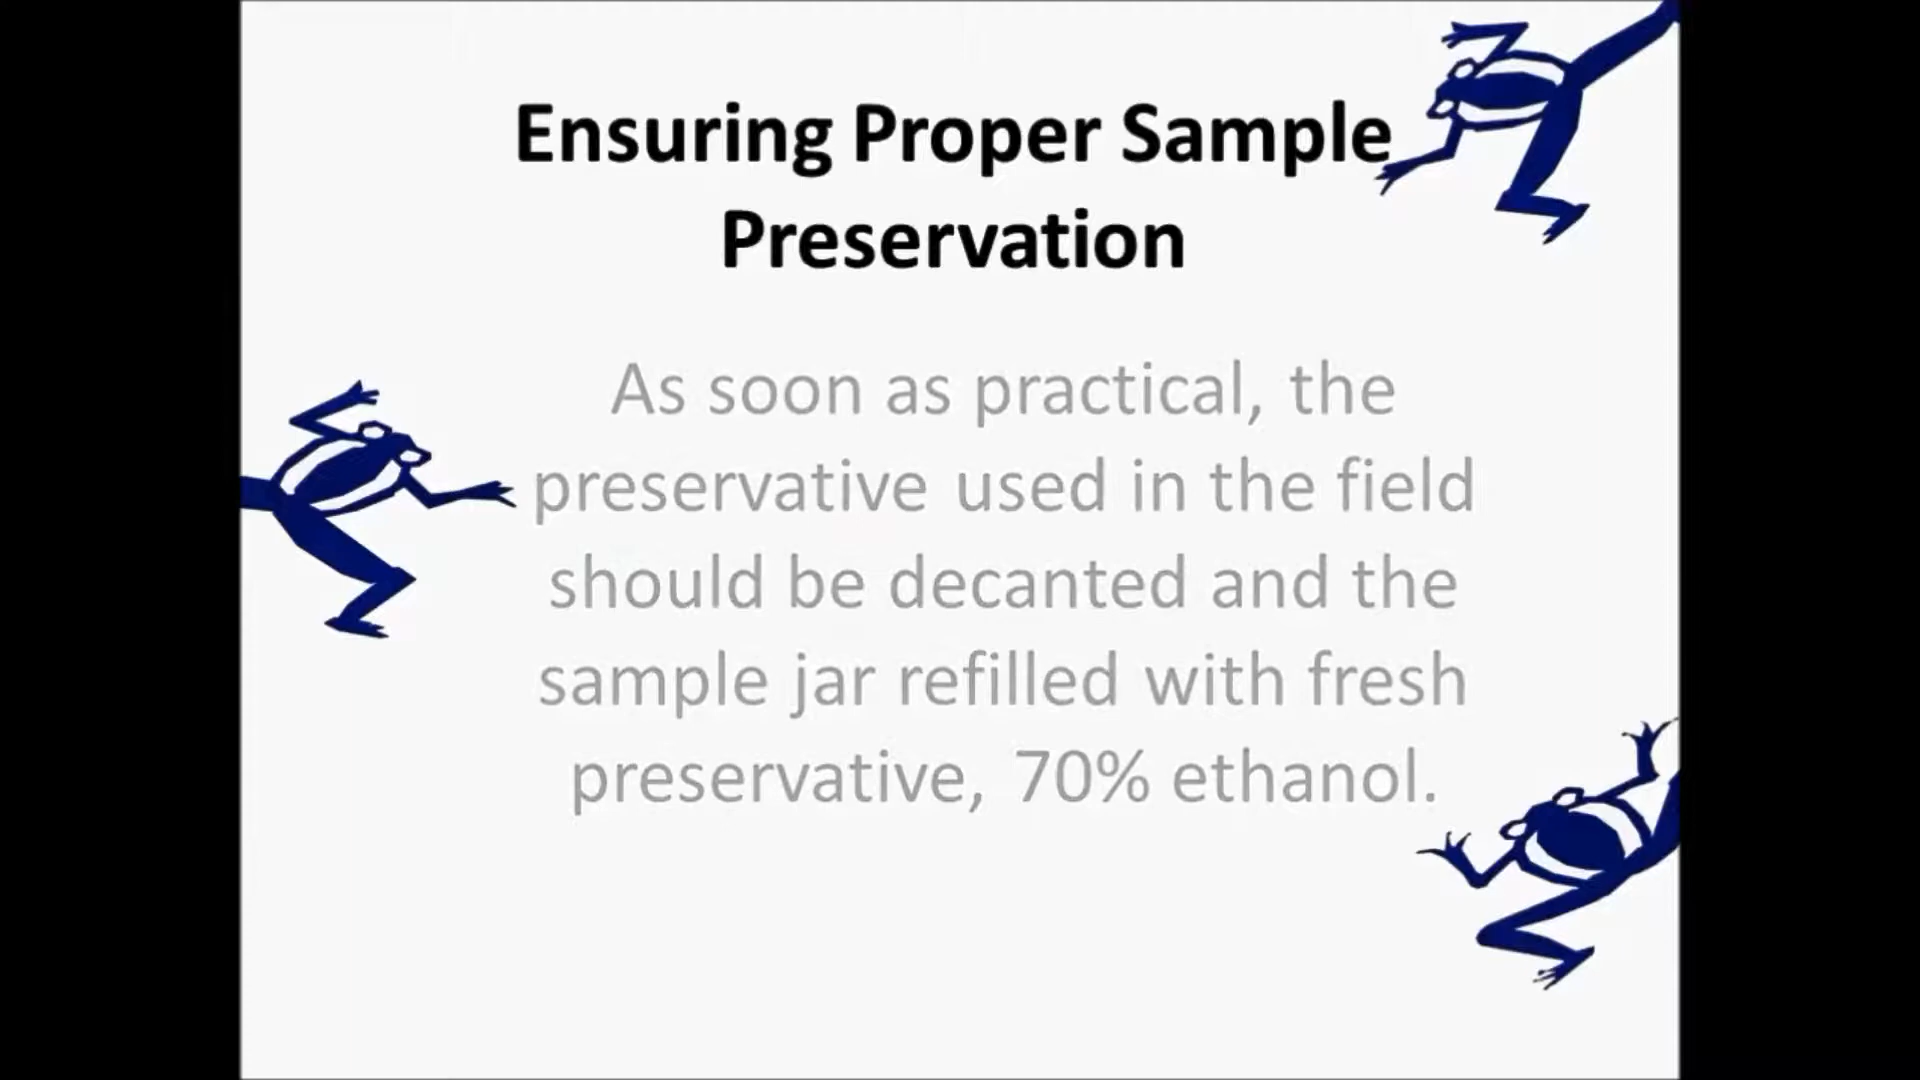 Ensuring Proper Sample
Preservation
As soon as practical, the
preservative used in the field
should be decanted and the
sample jar refilled with fresh
preservative, 70% ethanol.